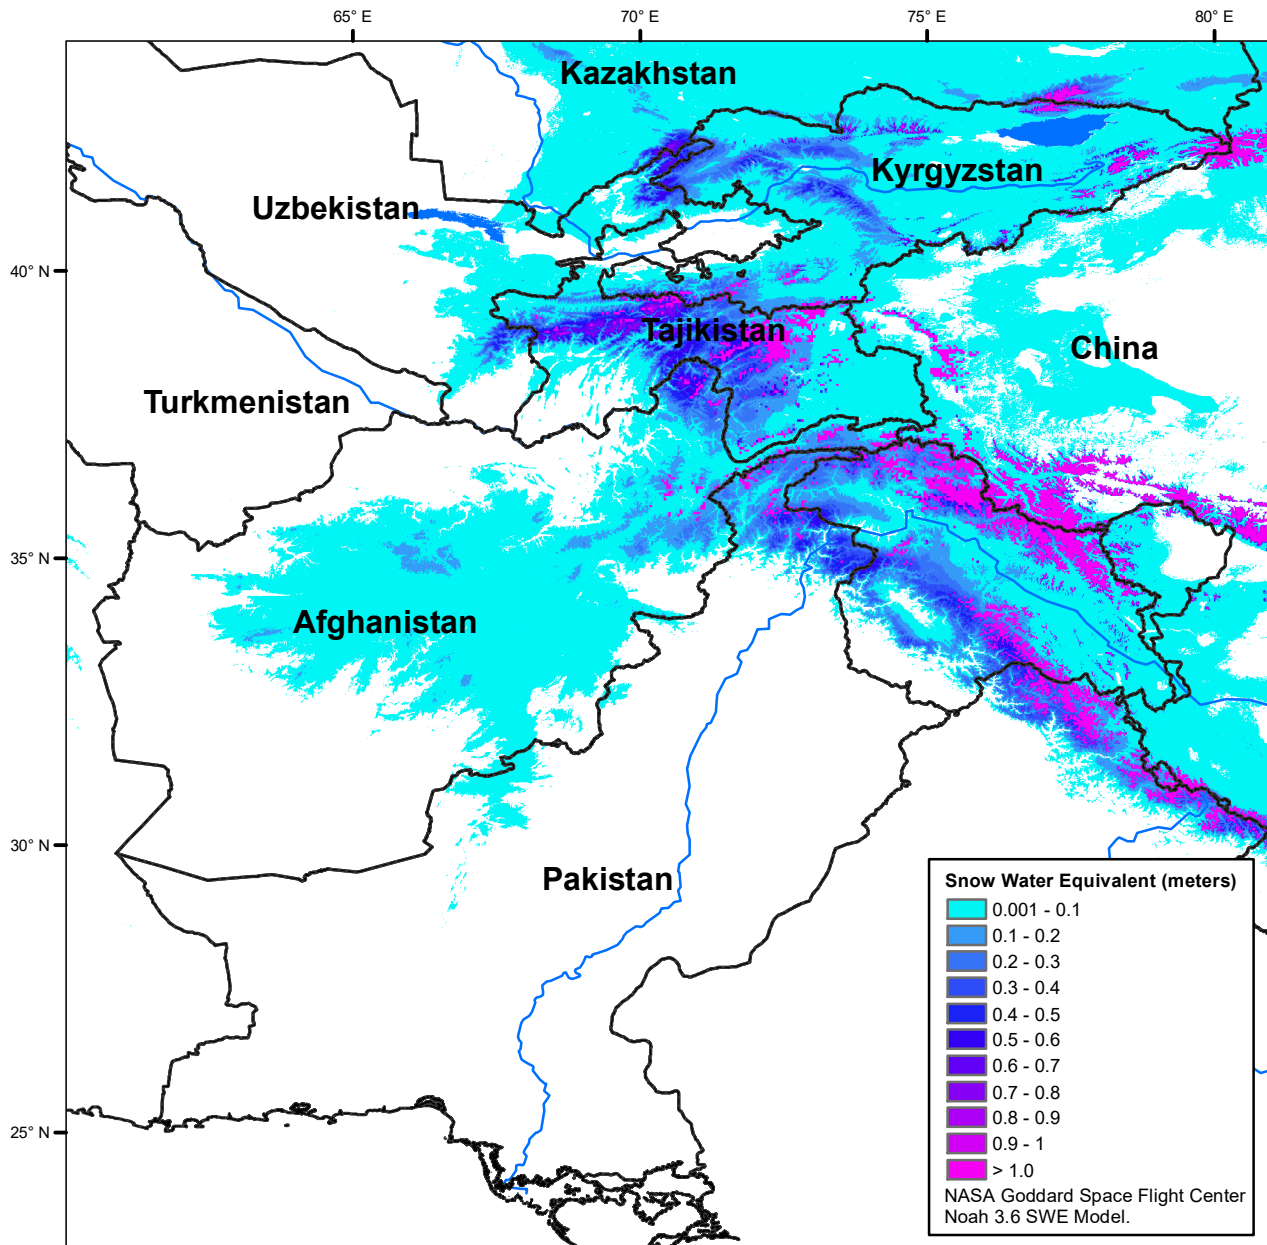 65° E
70° E
75° E
80° E
Kazakhstan
Kyrgyzstan
Uzbekistan
40° N
Tajikistan
China
Turkmenistan
35° N
Afghanistan
30° N
Pakistan
25° N
Snow Water Equivalent (meters)
0.001 - 0.1
0.1 - 0.2
0.2 - 0.3
0.3 - 0.4
0.4 - 0.5
0.5 - 0.6
0.6 - 0.7
0.7 - 0.8
0.8 - 0.9
0.9 - 1
> 1.0
NASA Goddard Space Flight Center
Noah 3.6 SWE Model.